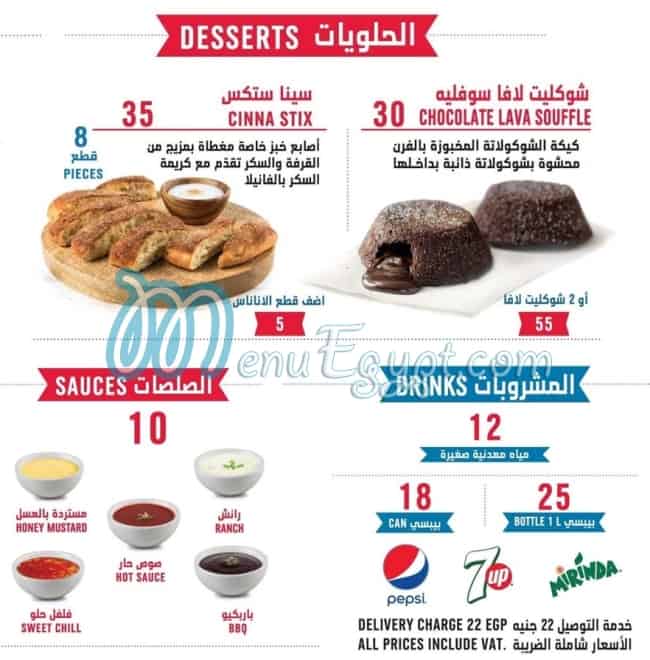 DESSERTS الحلويات
شوكليت لافا سوفليه
30 CHOCOLATE LAVA SOUFFLE
كيكة الشوكولاتة المخبوزة بالفرن
محشوة بشوكولاتة ذائبة بداخلها
أو 2 شوكليت لافا
55
سينا ستكس
35 CINNA STIX
8
قطع
PIECES
أصابع خبز خاصة مغطاة بمزيج من
القرفة والسكر تقدم مع كريمة
السكر بالفانيلا
اضف قطع الاناناس
5
MenuEgypt.com
SAUCES الصلصات
10
مستردة بالعسل
HONEY MUSTARD
رانش
RANCH
صوص حار
HOT SAUCE
فلفل حلو
SWEET CHILL
باربكيو
BBQ
DRINKS المشروبات
12
مياه معدنية صغيرة
18
CAN بيبسي
25
BOTTLE 1 L بيبسي
pepsi
7up
MIRINDA
DELIVERY CHARGE 22 EGP خدمة التوصيل 22 جنيه
ALL PRICES INCLUDE VAT. الأسعار شاملة الضريبة